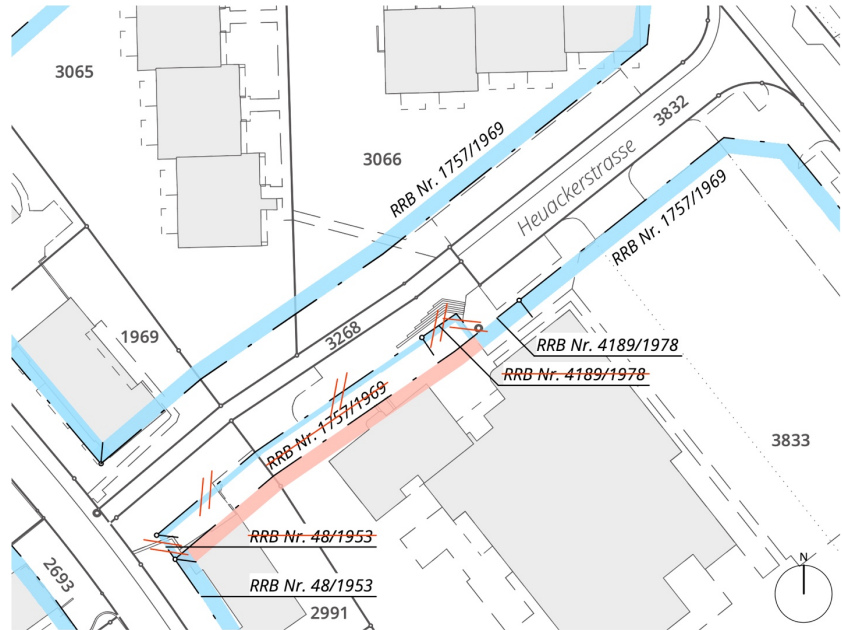 3065
3066
3832
RRB Nr. 1757/1969
Heuackerstrasse
RRB Nr. 1757/1969
1969
3268
RRB Nr. 4189/1978
RRB Nr. 4189/1978
RRB Nr. 1757/1969
3833
RRB Nr. 48/1953
N
2693
RRB Nr. 48/1953
2991